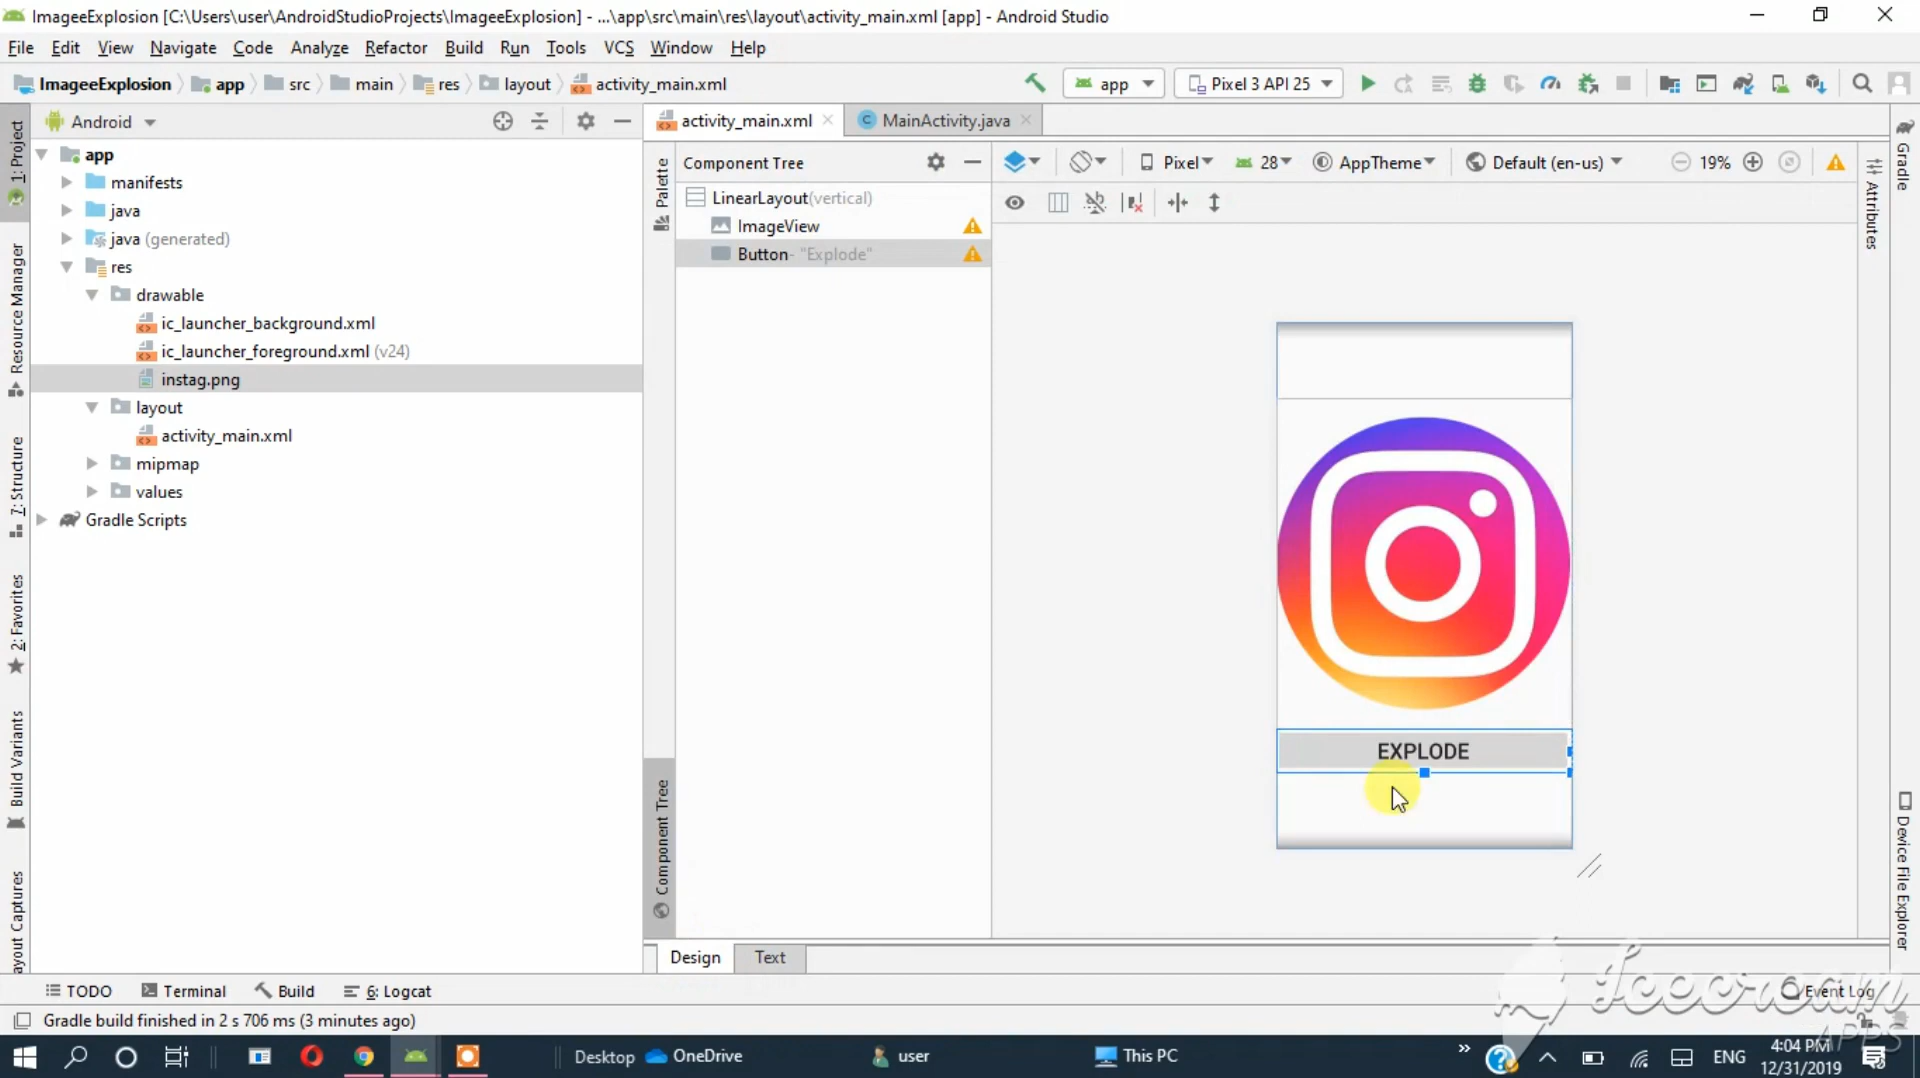 ImageeExplosion [C:\Users\user\AndroidStudioProjects\ImageeExplosion] - ...\app\src\main\res\layout\activity_main.xml [app] - Android Studio
File Edit View Navigate Code Analyze Refactor Build Run Tools VCS Window Help
ImageeExplosion app src main res layout activity_main.xml app Pixel 3 API 25
Android
activity_main.xml MainActivity.java
Component Tree
Pixel 28 AppTheme Default (en-us) 19%
app
manifests
java
java (generated)
res
drawable
ic_launcher_background.xml
ic_launcher_foreground.xml (v24)
instag.png
layout
activity_main.xml
mipmap
values
Gradle Scripts
LinearLayout(vertical)
ImageView
Button- "Explode"
EXPLODE
1: Project
Resource Manager
7: Structure
2: Favorites
Build Variants
ayout Captures
Palette
Component Tree
Gradle
Attributes
Device File Explorer
Design Text
TODO Terminal Build 6: Logcat Event Log
Gradle build finished in 2 s 706 ms (3 minutes ago)
Icecream
APPS
Desktop OneDrive user This PC ENG 4:04 PM
12/31/2019